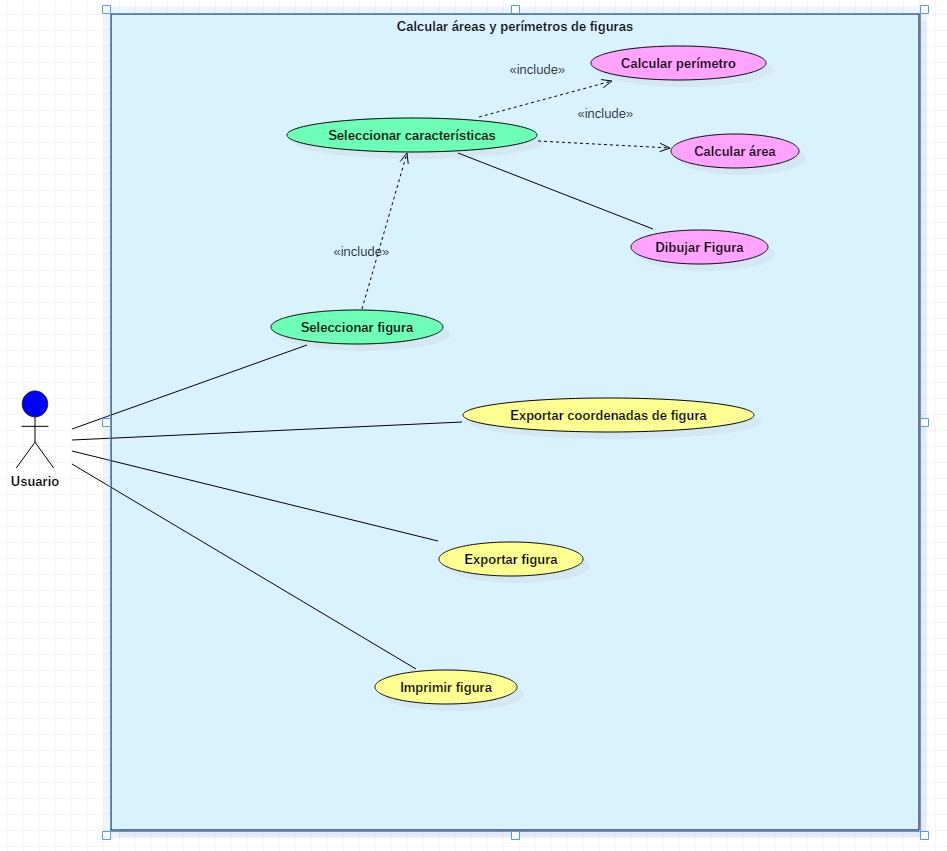 Calcular áreas y perímetros de figuras
Calcular perímetro
«include»
«include»
Seleccionar características
Calcular área
Dibujar Figura
«include»
Seleccionar figura
Exportar coordenadas de figura
Usuario
Exportar figura
Imprimir figura